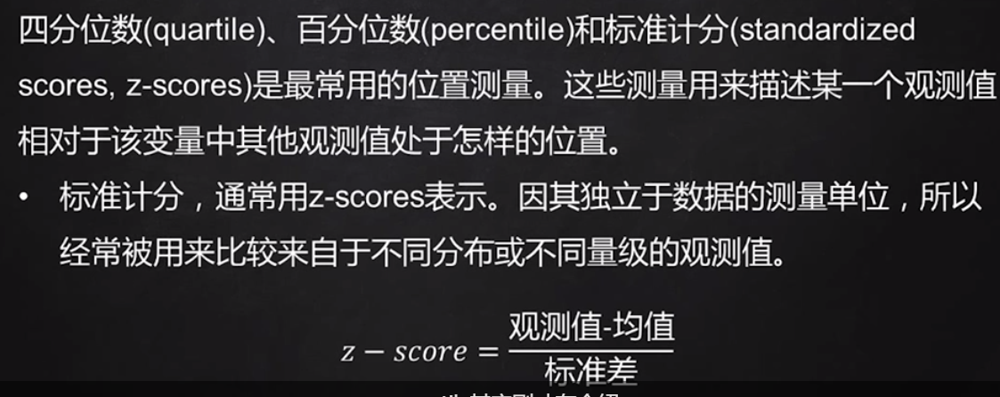 四分位数(quartile)、百分位数(percentile)和标准计分(standardized
scores, z-scores)是最常用的位置测量。这些测量用来描述某一个观测值
相对于该变量中其他观测值处于怎样的位置。
• 标准计分，通常用z-scores表示。因其独立于数据的测量单位，所以
经常被用来比较来自于不同分布或不同量级的观测值。
观测值-均值
z − score =
标准差